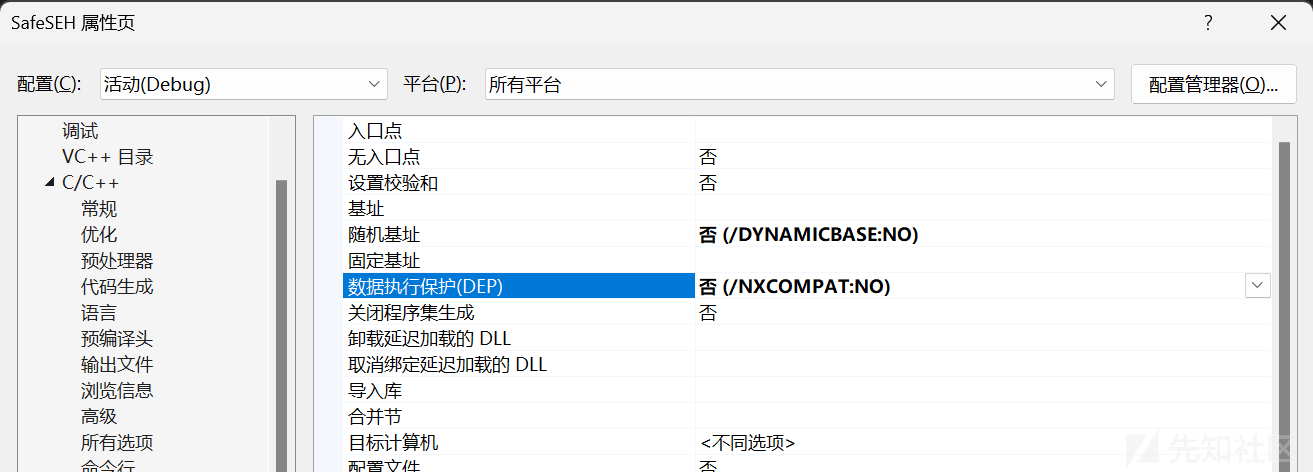 SafeSEH 属性页
配置(C): 活动(Debug) 平台(P): 所有平台 配置管理器(O)...
调试
VC++ 目录
C/C++
常规
优化
预处理器
代码生成
语言
预编译头
输出文件
浏览信息
高级
所有选项
命令行
入口点
无入口点 否
设置校验和 否
基址
随机基址 否 (/DYNAMICBASE:NO)
固定基址
数据执行保护(DEP) 否 (/NXCOMPAT:NO)
关闭程序集生成 否
卸载延迟加载的 DLL
取消绑定延迟加载的 DLL
导入库
合并节
目标计算机 <不同选项>
配置文件 否
先知社区